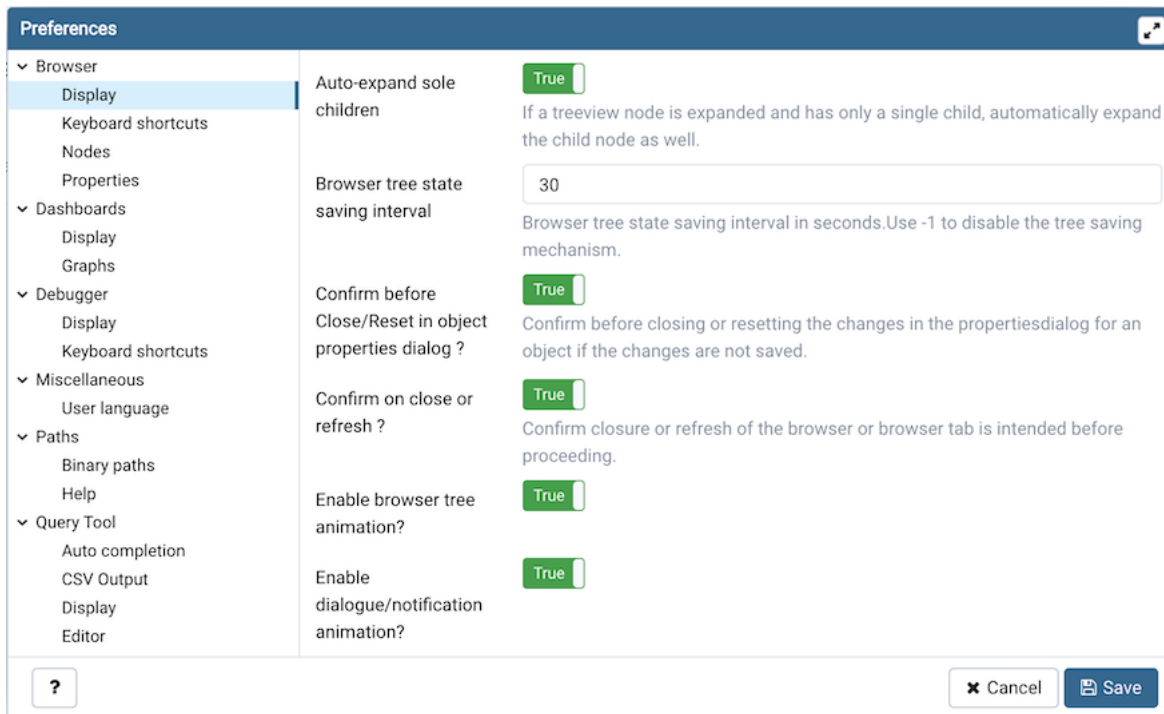 Preferences
Browser
Display
Keyboard shortcuts
Nodes
Properties
Dashboards
Display
Graphs
Debugger
Display
Keyboard shortcuts
Miscellaneous
User language
Paths
Binary paths
Help
Query Tool
Auto completion
CSV Output
Display
Editor
Auto-expand sole
children
True
If a treeview node is expanded and has only a single child, automatically expand
the child node as well.
Browser tree state
saving interval
30
Browser tree state saving interval in seconds.Use -1 to disable the tree saving
mechanism.
Confirm before
Close/Reset in object
properties dialog ?
True
Confirm before closing or resetting the changes in the propertiesdialog for an
object if the changes are not saved.
Confirm on close or
refresh ?
True
Confirm closure or refresh of the browser or browser tab is intended before
proceeding.
Enable browser tree
animation?
True
Enable
dialogue/notification
animation?
True
?
Cancel
Save